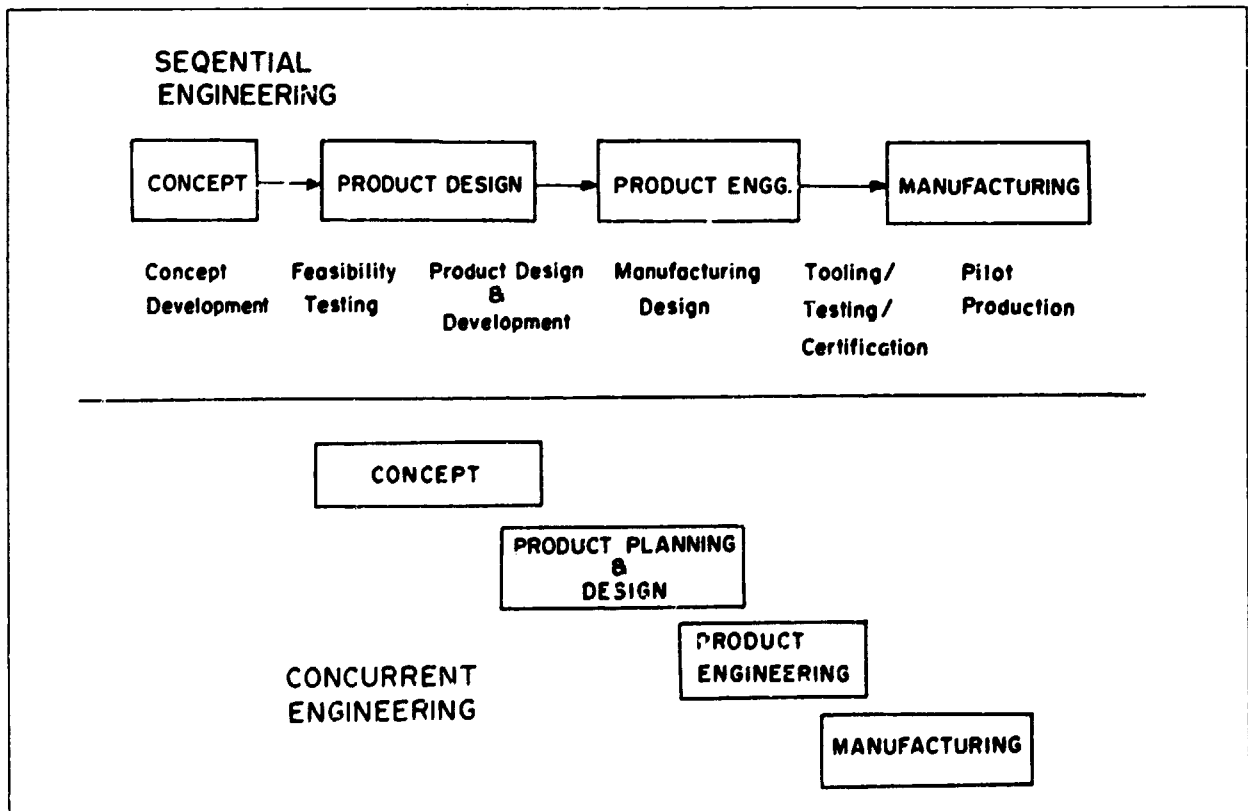 SEQENTIAL
ENGINEERING
CONCEPT
PRODUCT DESIGN
PRODUCT ENGG.
MANUFACTURING
Concept
Development
Feasibility
Testing
Product Design
&
Development
Manufacturing
Design
Tooling/
Testing/
Certification
Pilot
Production
CONCEPT
PRODUCT PLANNING
&
DESIGN
PRODUCT
ENGINEERING
CONCURRENT
ENGINEERING
MANUFACTURING